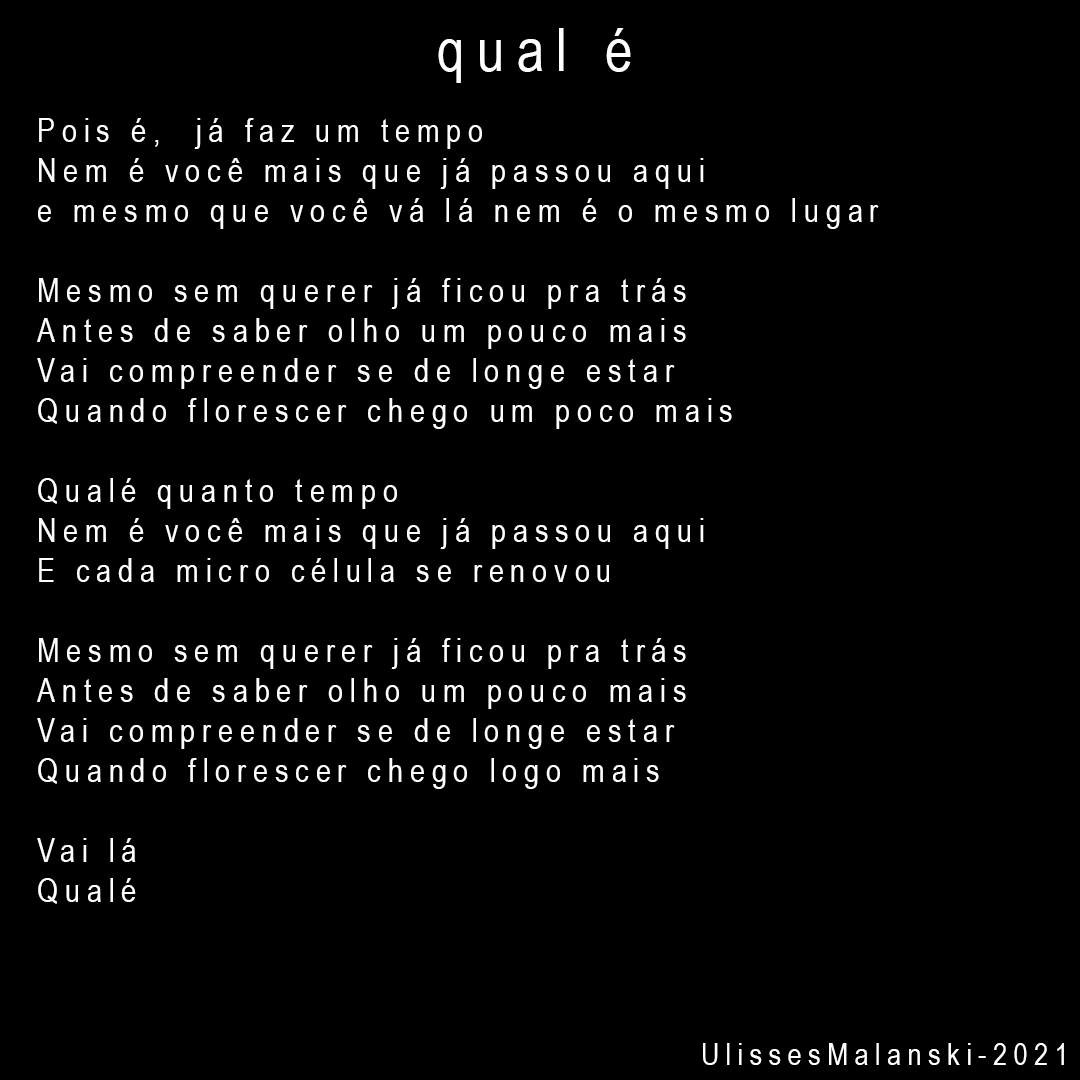 qual é
Pois é,  já faz um tempo
Nem é você mais que já passou aqui
e mesmo que você vá lá nem é o mesmo lugar
Mesmo sem querer já ficou pra trás
Antes de saber olho um pouco mais
Vai compreender se de longe estar
Quando florescer chego um poco mais
Qualé quanto tempo
Nem é você mais que já passou aqui
E cada micro célula se renovou
Mesmo sem querer já ficou pra trás
Antes de saber olho um pouco mais
Vai compreender se de longe estar
Quando florescer chego logo mais
Vai lá
Qualé
UlissesMalanski-2021